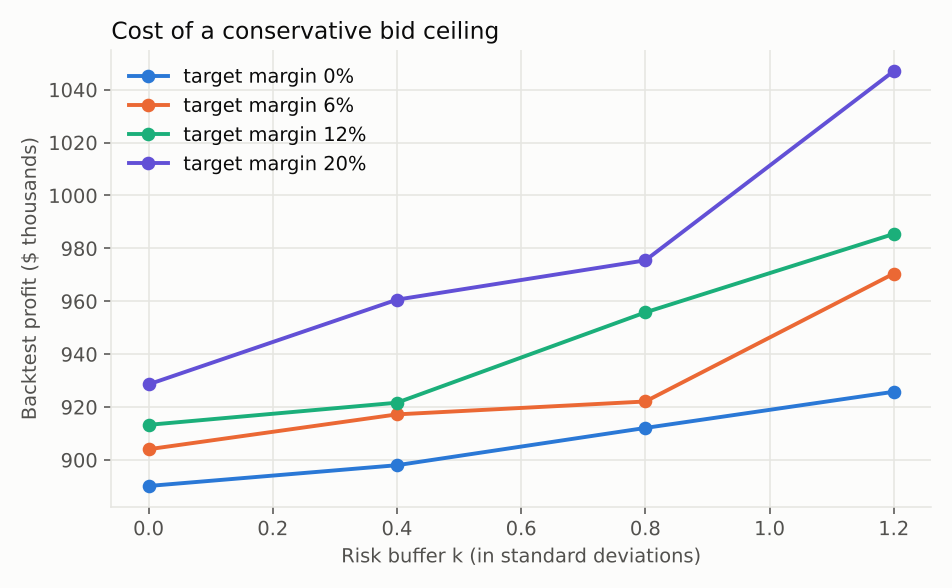 Cost of a conservative bid ceiling
target margin 0%
target margin 6%
target margin 12%
target margin 20%
Backtest profit ($ thousands)
1040
1020
1000
980
960
940
920
900
0.0 0.2 0.4 0.6 0.8 1.0 1.2
Risk buffer k (in standard deviations)